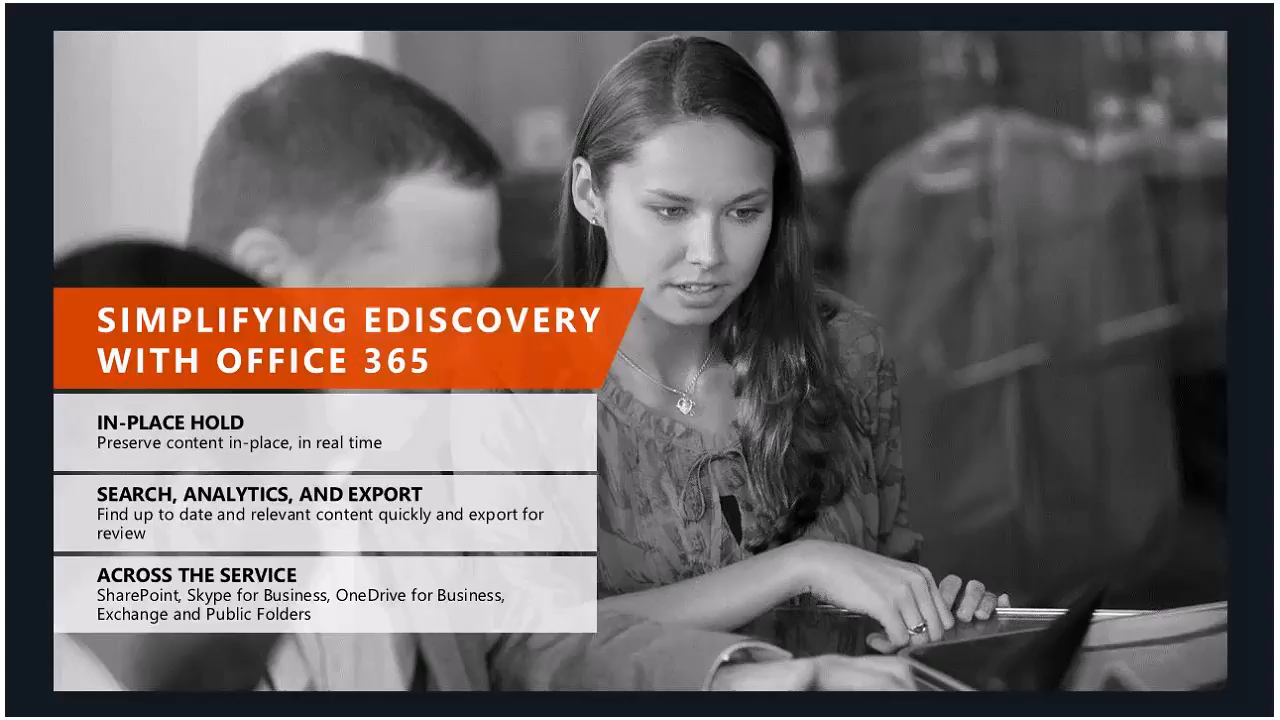 SIMPLIFYING EDISCOVERY
WITH OFFICE 365
IN-PLACE HOLD
Preserve content in-place, in real time
SEARCH, ANALYTICS, AND EXPORT
Find up to date and relevant content quickly and export for
review
ACROSS THE SERVICE
SharePoint, Skype for Business, OneDrive for Business,
Exchange and Public Folders